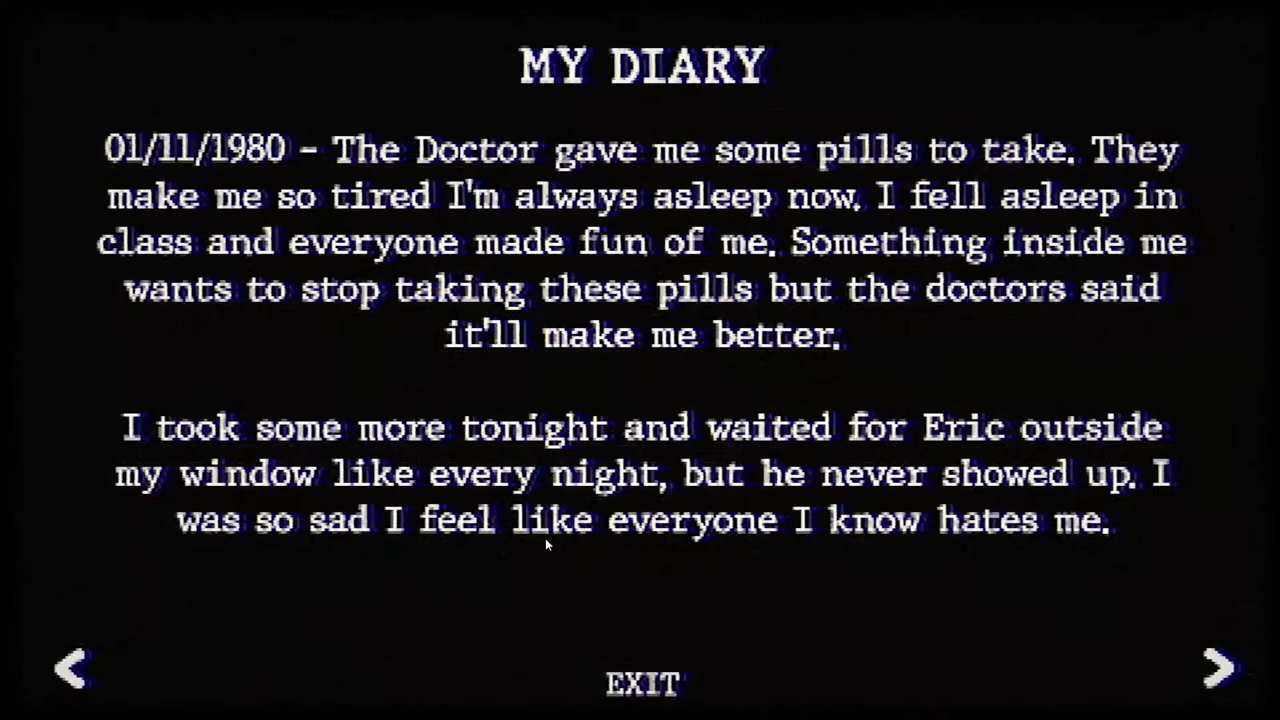 MY DIARY
01/11/1980 - The Doctor gave me some pills to take. They
make me so tired I'm always asleep now. I fell asleep in
class and everyone made fun of me. Something inside me
wants to stop taking these pills but the doctors said
it'll make me better.
I took some more tonight and waited for Eric outside
my window like every night, but he never showed up. I
was so sad I feel like everyone I know hates me.
< >
EXIT